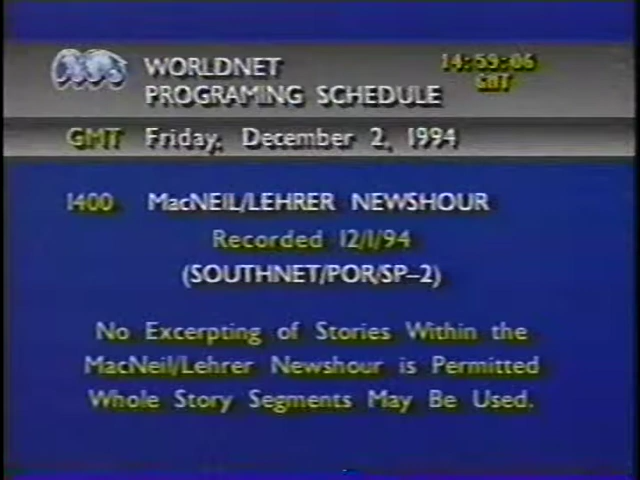 WORLDNET
PROGRAMING SCHEDULE
14:59:06
GMT
GMT Friday, December 2, 1994
1400 MacNEIL/LEHRER NEWSHOUR
Recorded 12/1/94
(SOUTHNET/POR/SP-2)
No Excerpting of Stories Within the
MacNeil/Lehrer Newshour is Permitted
Whole Story Segments May Be Used.